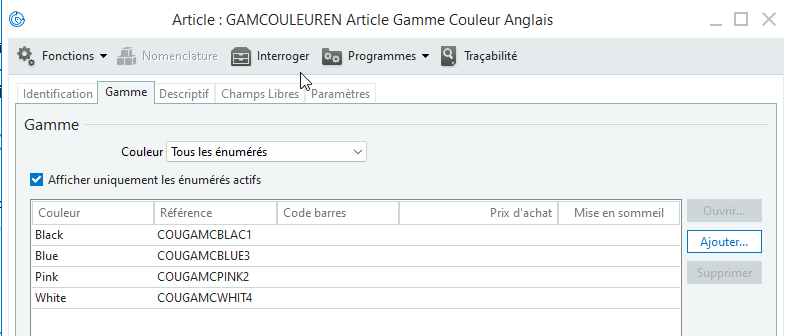 Article : GAMCOULEUREN Article Gamme Couleur Anglais
Fonctions Nomenclature Interroger Programmes Traçabilité
Identification Gamme Descriptif Champs Libres Paramètres
Gamme
Couleur Tous les énumérés
Afficher uniquement les énumérés actifs
Couleur Référence Code barres Prix d'achat Mise en sommeil
Ouvrir...
Black COUGAMCBLAC1
Ajouter...
Blue COUGAMCBLUE3
Pink COUGAMCPINK2
Supprimer
White COUGAMCWHIT4